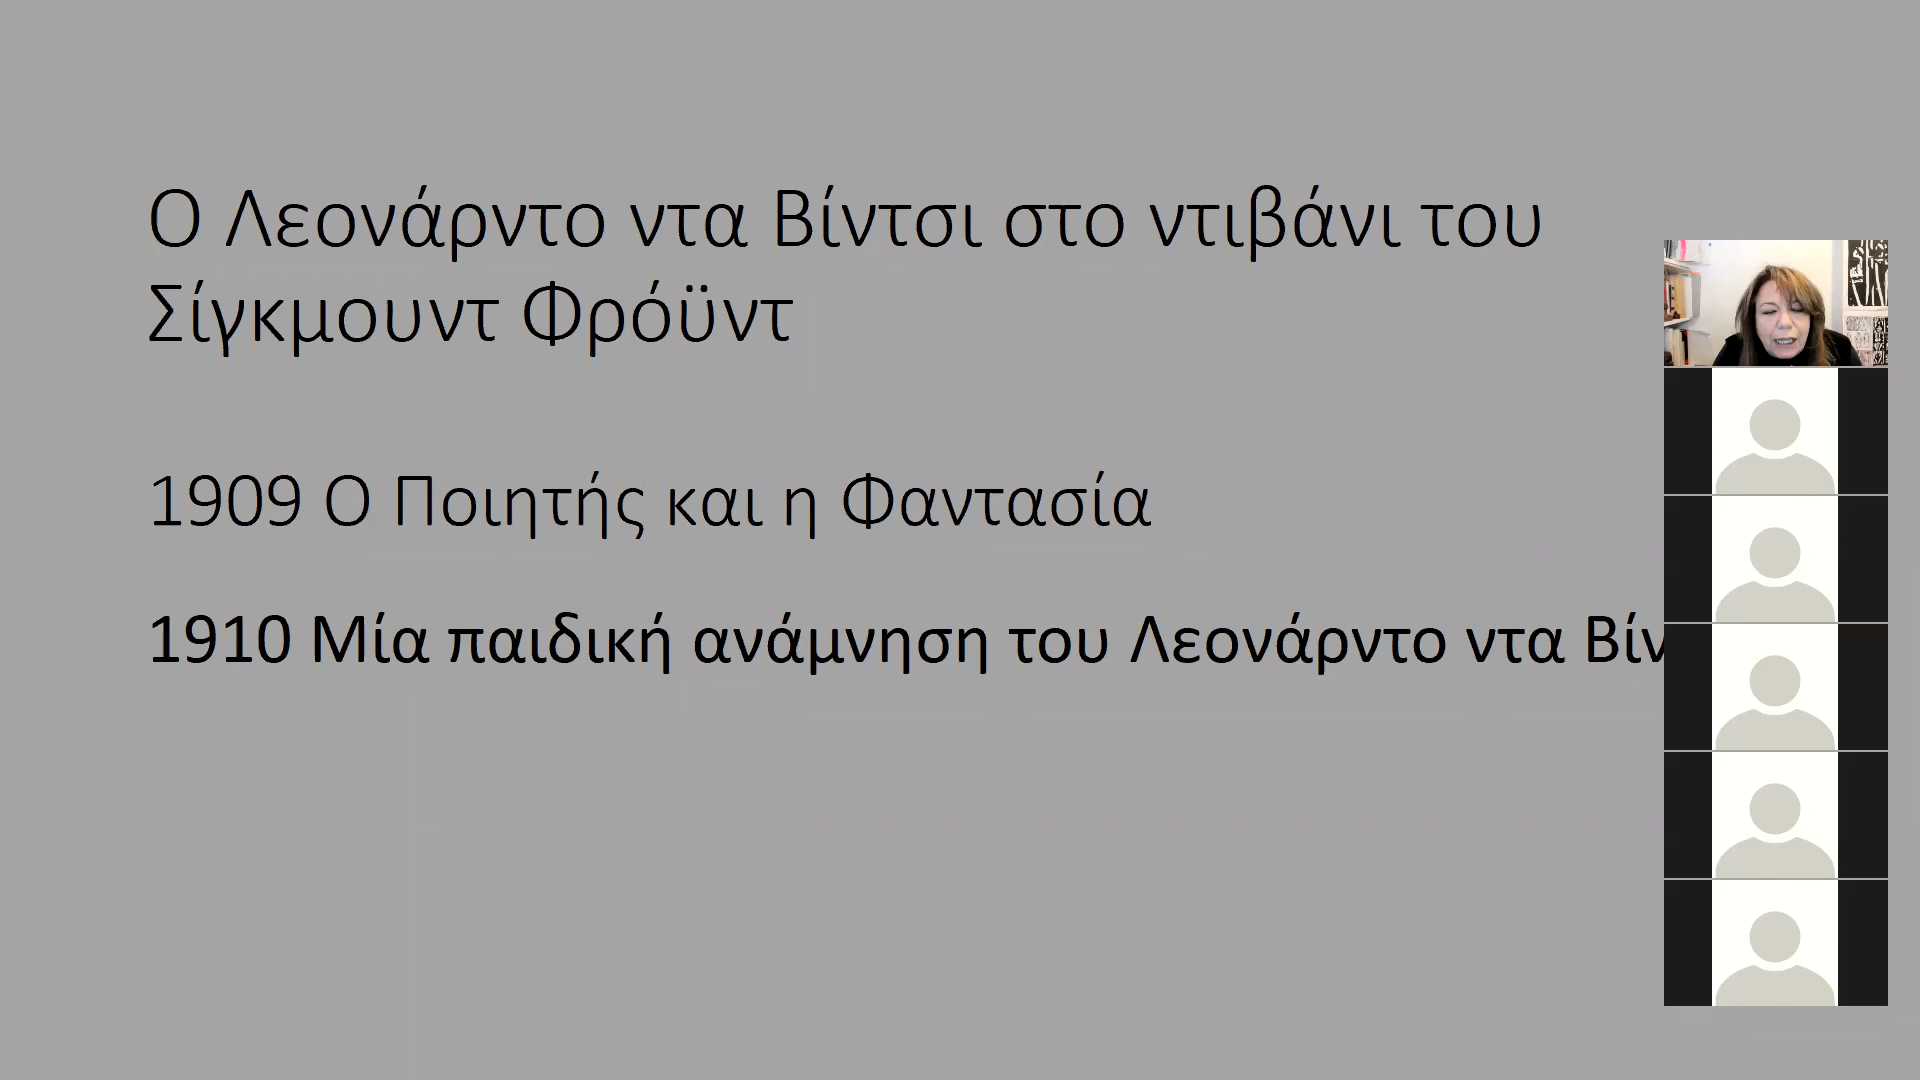 Ο Λεονάρντο ντα Βίντσι στο ντιβάνι του
Σίγκμουντ Φρόϋντ
1909 Ο Ποιητής και η Φαντασία
1910 Μία παιδική ανάμνηση του Λεονάρντο ντα